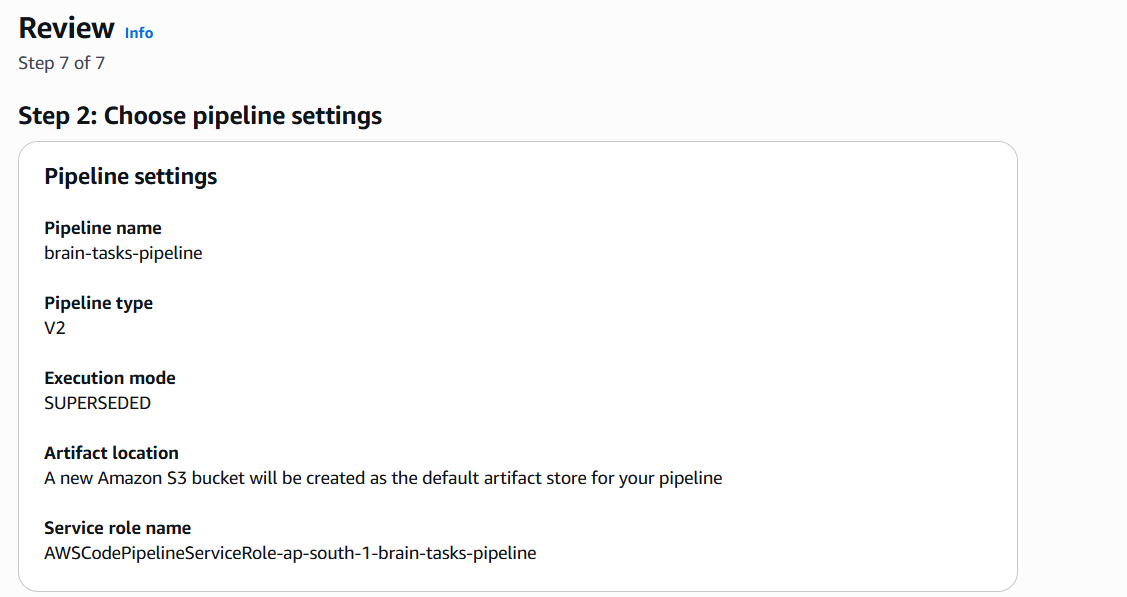 Review Info
Step 7 of 7
Step 2: Choose pipeline settings
Pipeline settings
Pipeline name
brain-tasks-pipeline
Pipeline type
V2
Execution mode
SUPERSEDED
Artifact location
A new Amazon S3 bucket will be created as the default artifact store for your pipeline
Service role name
AWSCodePipelineServiceRole-ap-south-1-brain-tasks-pipeline